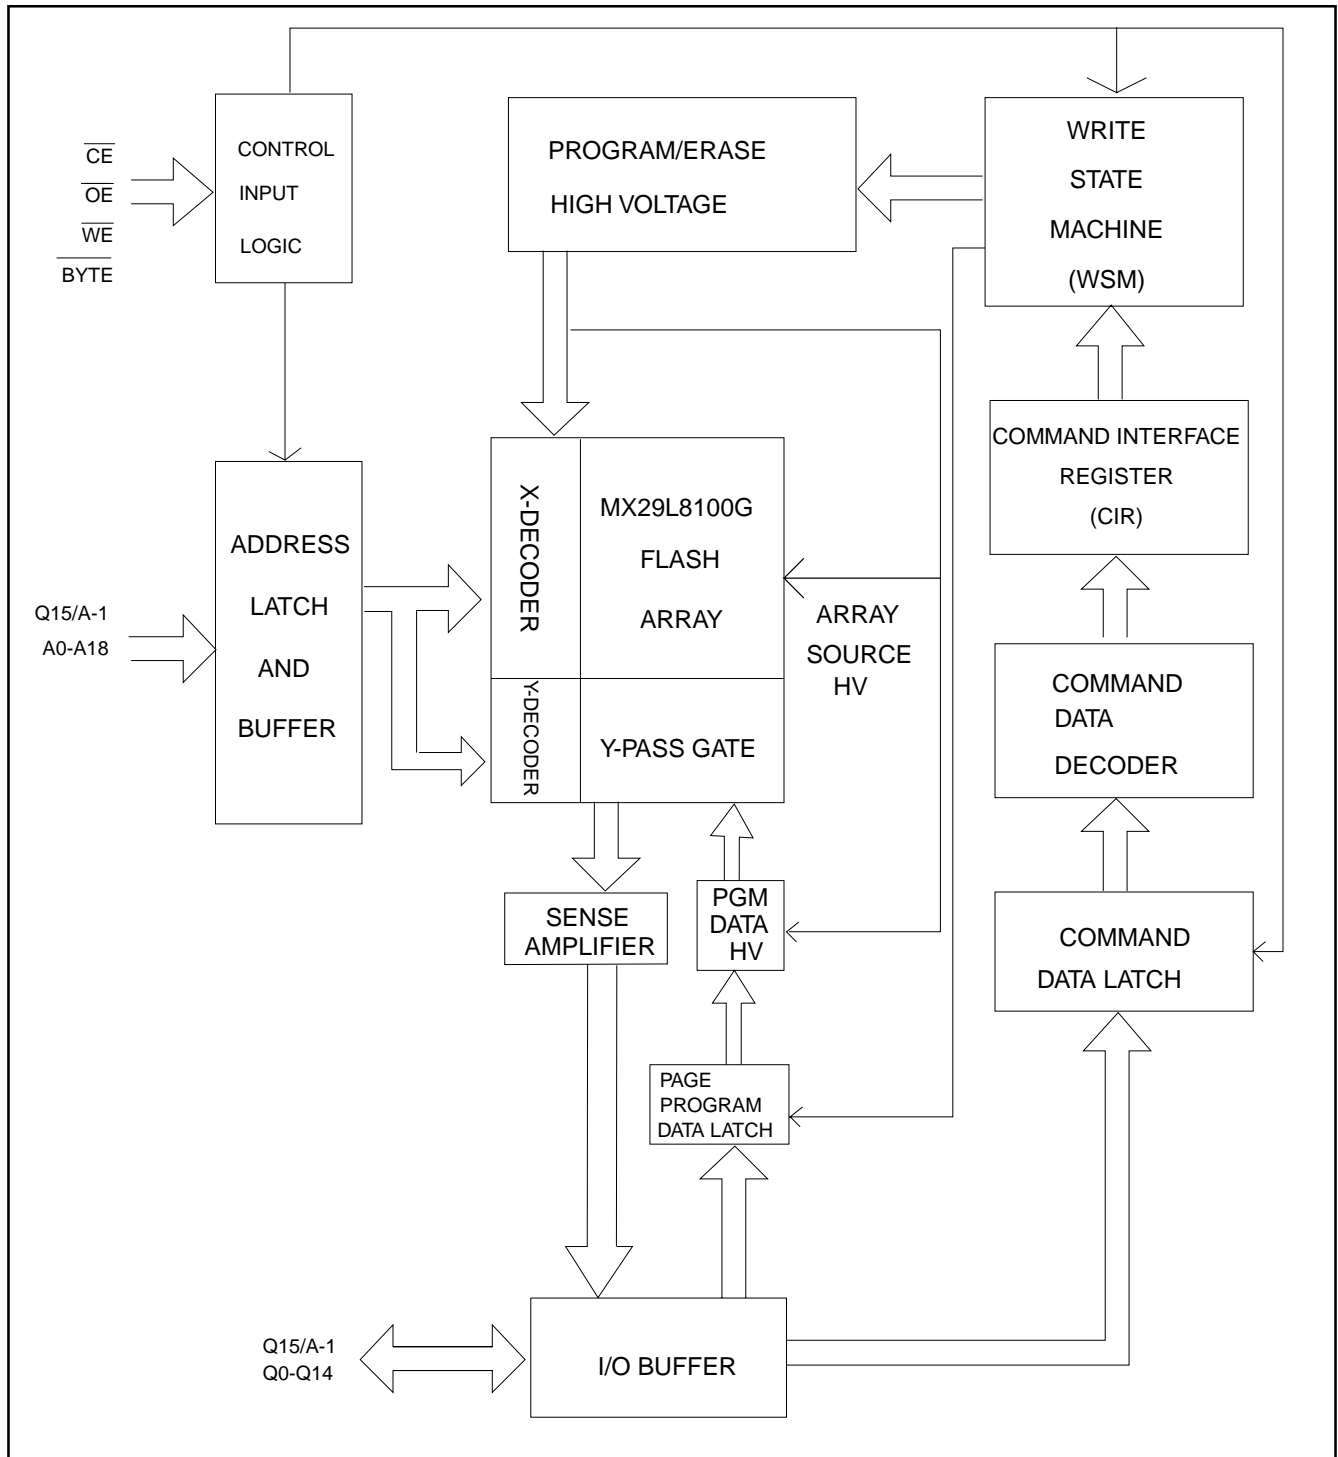 CE
OE
WE
BYTE
CONTROL
INPUT
LOGIC
PROGRAM/ERASE
HIGH VOLTAGE
WRITE
STATE
MACHINE
(WSM)
COMMAND INTERFACE
REGISTER
(CIR)
Q15/A-1
A0-A18
ADDRESS
LATCH
AND
BUFFER
X-DECODER
MX29L8100G
FLASH
ARRAY
ARRAY
SOURCE
HV
Y-DECODER
Y-PASS GATE
COMMAND
DATA
DECODER
SENSE
AMPLIFIER
PGM
DATA
HV
COMMAND
DATA LATCH
PAGE
PROGRAM
DATA LATCH
Q15/A-1
Q0-Q14
I/O BUFFER